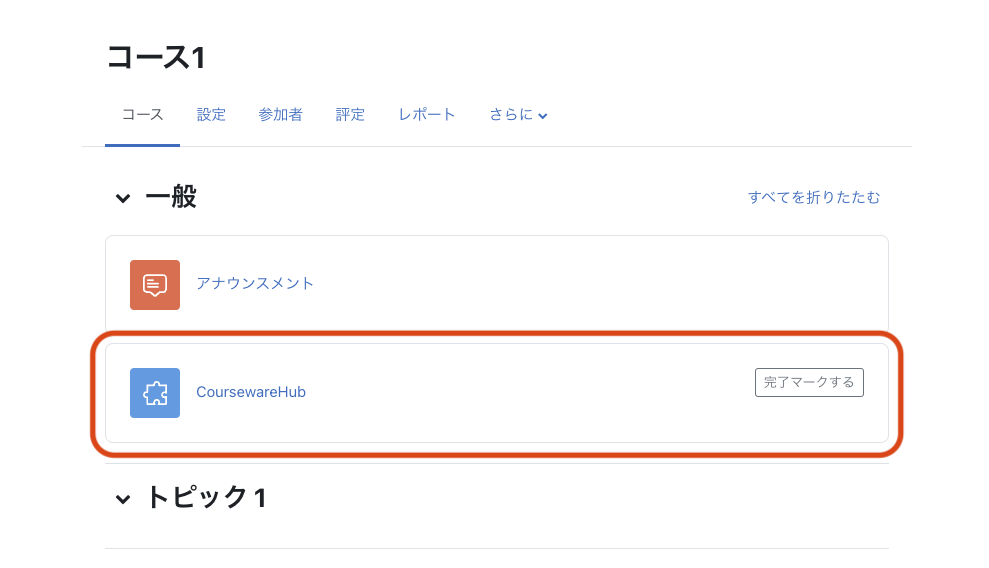 コース1
コース 設定 参加者 評定 レポート さらに
一般 すべてを折りたたむ
アナウンスメント
CoursewareHub 完了マークする
トピック 1